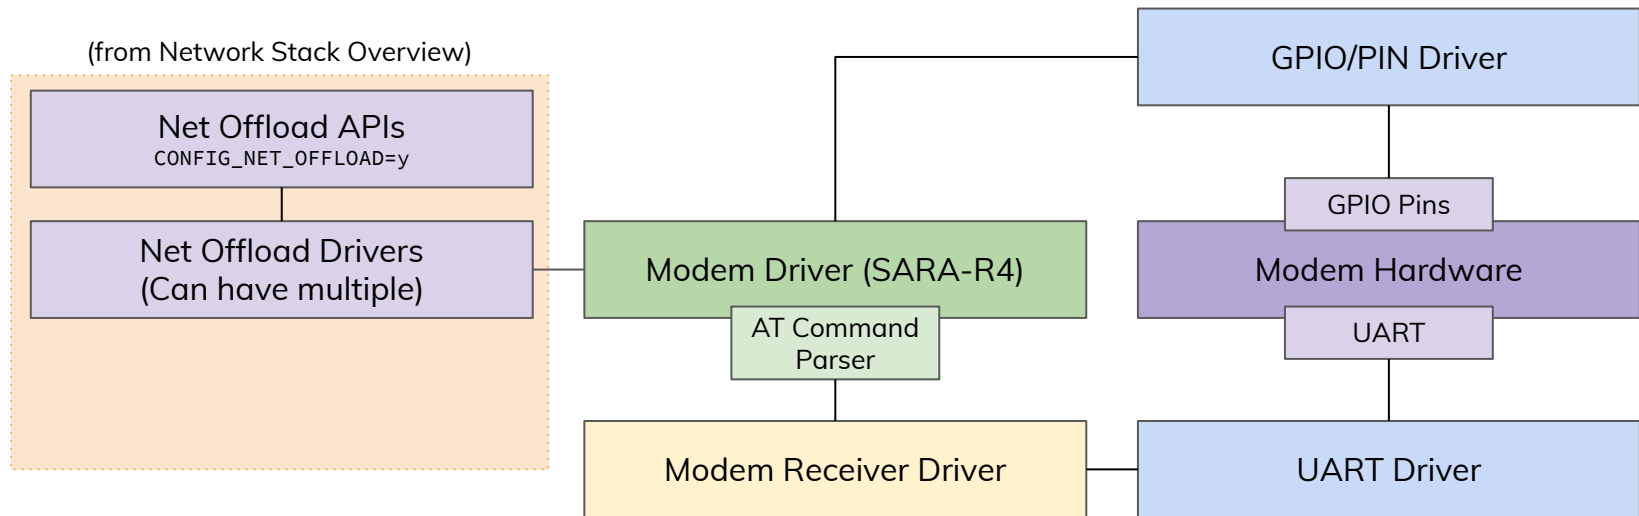 (from Network Stack Overview)
Net Offload APIs
CONFIG_NET_OFFLOAD=y
Net Offload Drivers
(Can have multiple)
Modem Driver (SARA-R4)
AT Command
Parser
Modem Receiver Driver
GPIO/PIN Driver
GPIO Pins
Modem Hardware
UART
UART Driver